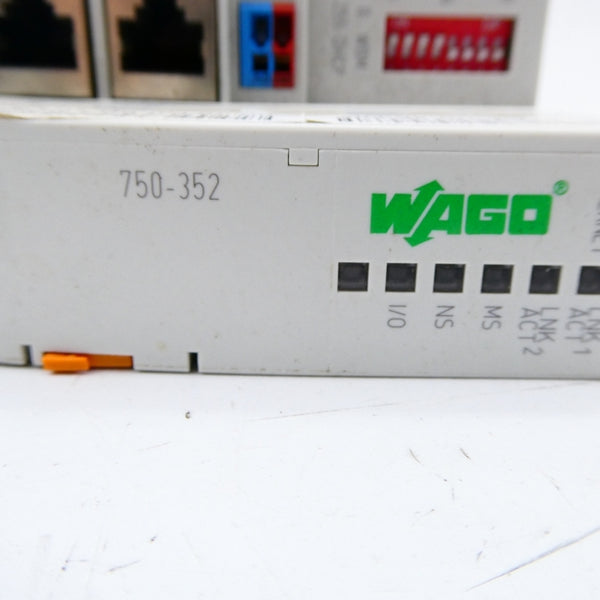 750-352
WAGO®
I/O
NS
MS
LNK
ACT 2
LNK
ACT 1